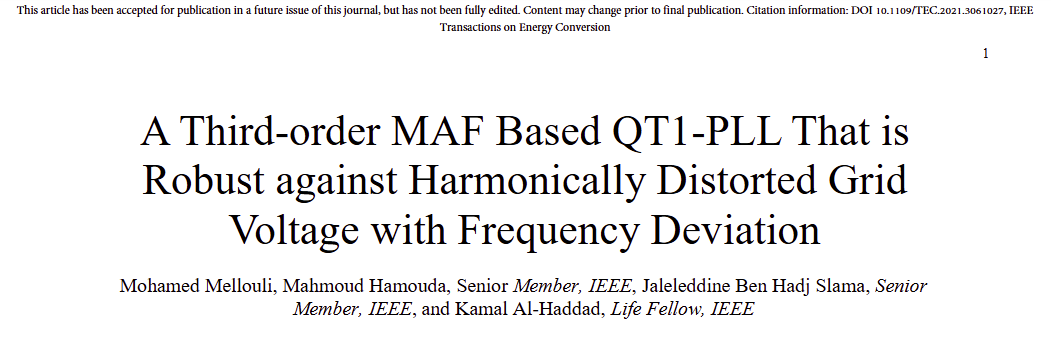 This article has been accepted for publication in a future issue of this journal, but has not been fully edited. Content may change prior to final publication. Citation information: DOI 10.1109/TEC.2021.3061027, IEEE
Transactions on Energy Conversion
1
A Third-order MAF Based QT1-PLL That is
Robust against Harmonically Distorted Grid
Voltage with Frequency Deviation
Mohamed Mellouli, Mahmoud Hamouda, Senior Member, IEEE, Jaleleddine Ben Hadj Slama, Senior
Member, IEEE, and Kamal Al-Haddad, Life Fellow, IEEE